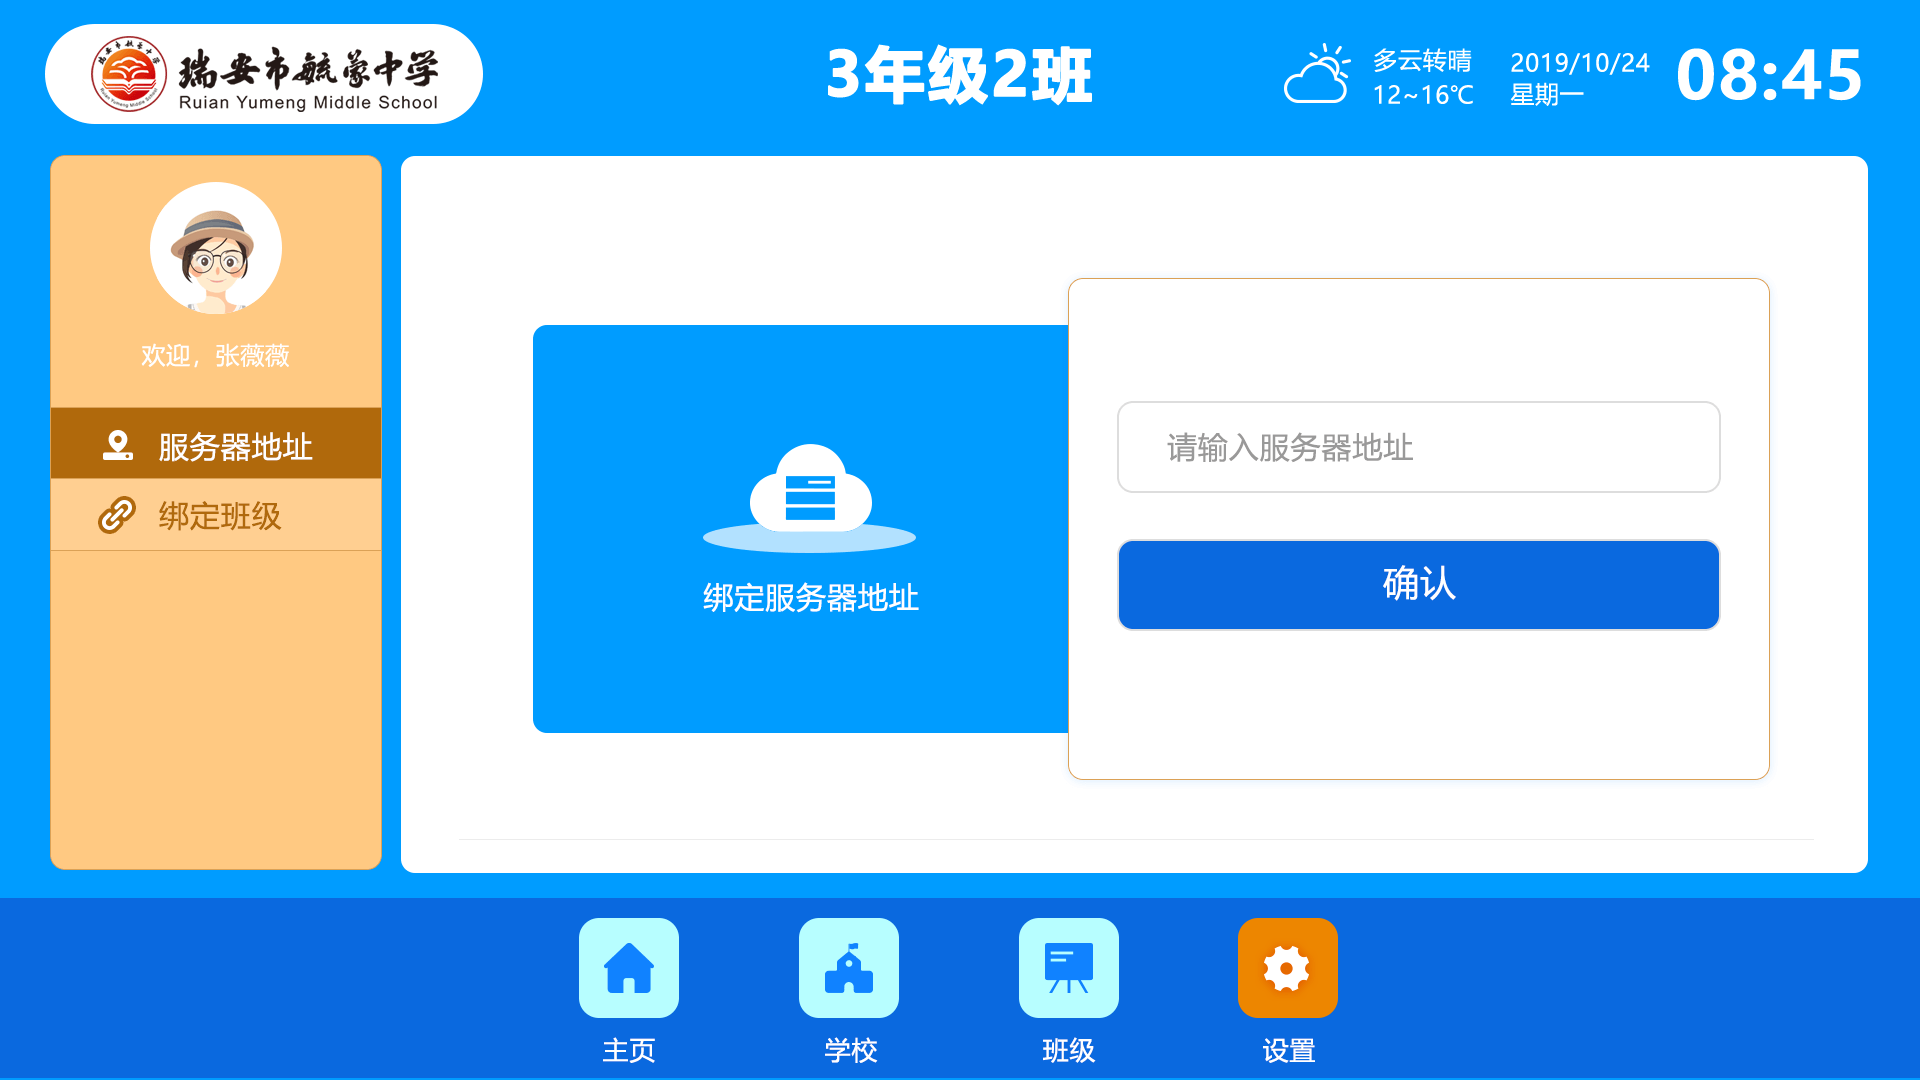 瑞安市毓蒙中学
Ruian Yumeng Middle School
3年级2班
多云转晴
12~16℃
2019/10/24
星期一
08:45
欢迎，张薇薇
服务器地址
绑定班级
绑定服务器地址
请输入服务器地址
确认
主页
学校
班级
设置